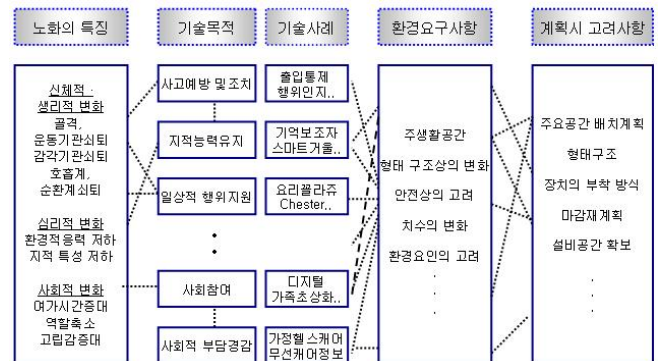 노화의 특징
기술목적
기술사례
환경요구사항
계획시 고려사항
신체적 ·
생리적 변화
골격,
운동기관쇠퇴
감각기관쇠퇴
호흡계,
순환계쇠퇴
심리적 변화
환경적응력 저하
지적 특성 저하
사회적 변화
여가시간증대
역할축소
고립감증대
사고예방 및조치
지적능력유지
일상적 행위지원
:
사회참여
사회적 부담경감
출입통제
행위인지..
기억보조자
스마트거울..
요리꼴라쥬
Chester..
:
디지털
가족초상화..
가정헬스캐어
무선캐어정보
주생활공간
형태 구조상의 변화
안전상의 고려
치수의 변화
환경요인의 고려
.
.
.
주요공간 배치계획
형태구조
장치의 부착 방식
마감재계획
설비공간 확보
.
.
.